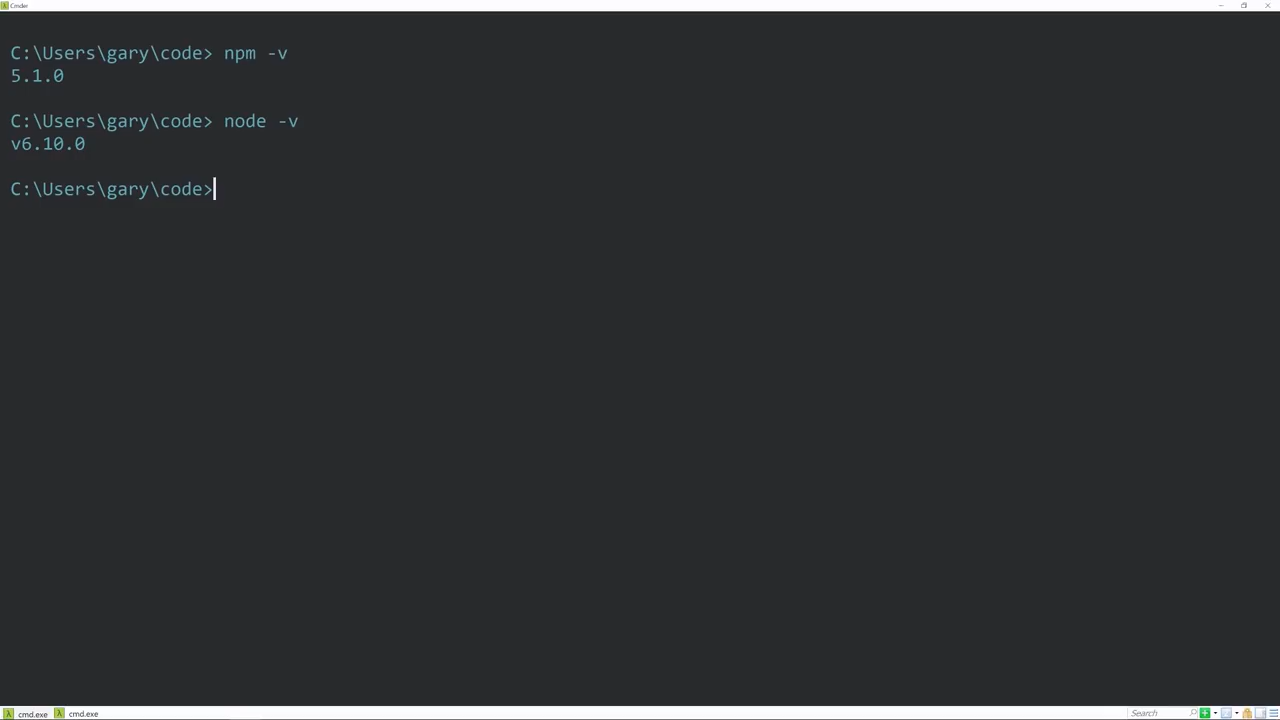 Cmder
C:\Users\gary\code> npm -v
5.1.0
C:\Users\gary\code> node -v
v6.10.0
C:\Users\gary\code>
cmd.exe
cmd.exe
Search